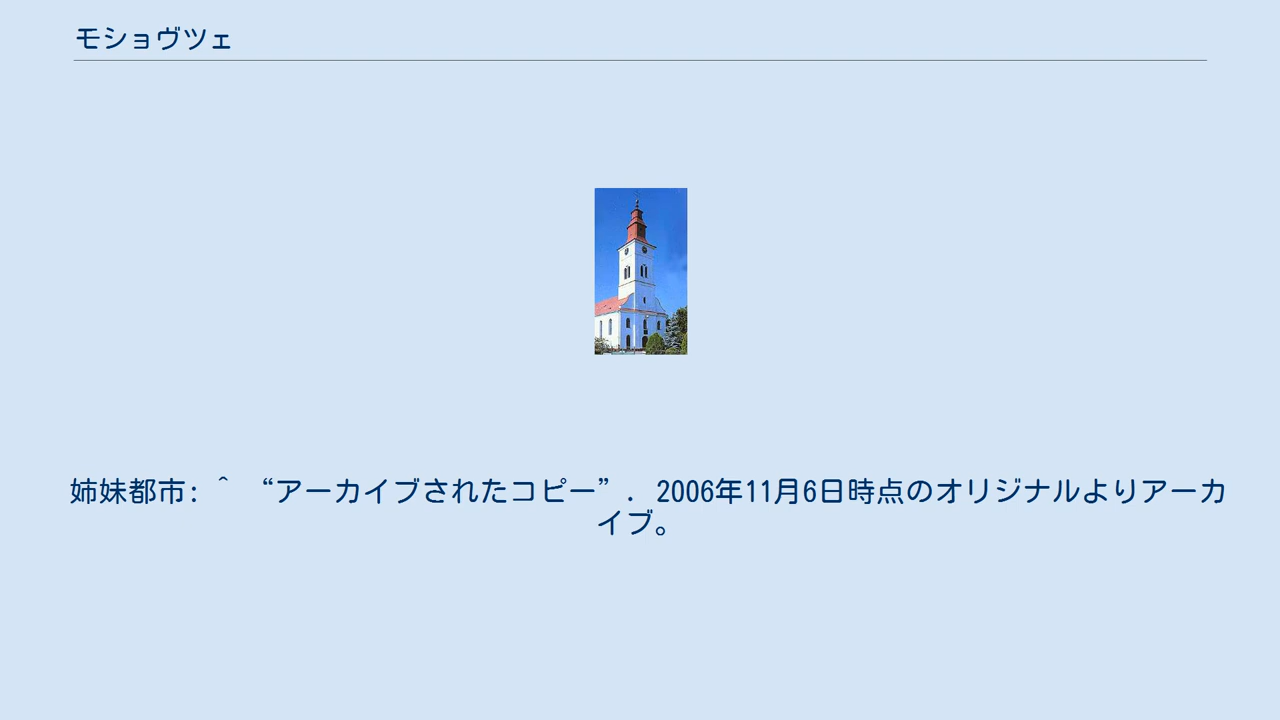 モショヴツェ
姉妹都市: ^ “アーカイブされたコピー”. 2006年11月6日時点のオリジナルよりアーカ
イブ。